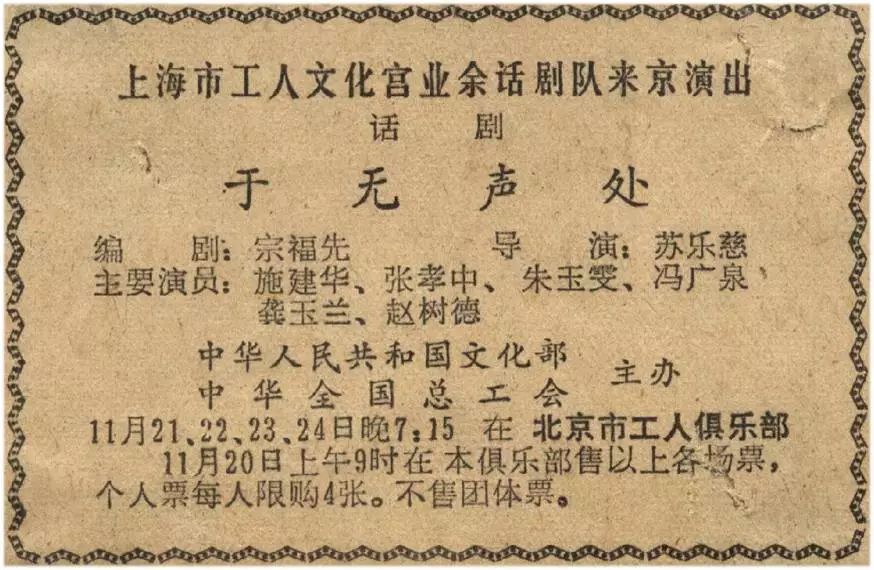 上海市工人文化宫业余话剧队来京演出
话 剧
于 无 声 处
编 剧：宗福先 导 演：苏乐慈
主要演员：施建华、张孝中、朱玉雯、冯广泉
龚玉兰、赵树德
中华人民共和国文化部
中 华 全 国 总 工 会 主办
11月21、22、23、24日晚7：15 在 北京市工人俱乐部
11月20日上午9时在本俱乐部售以上各场票，
个人票每人限购4张。不售团体票。